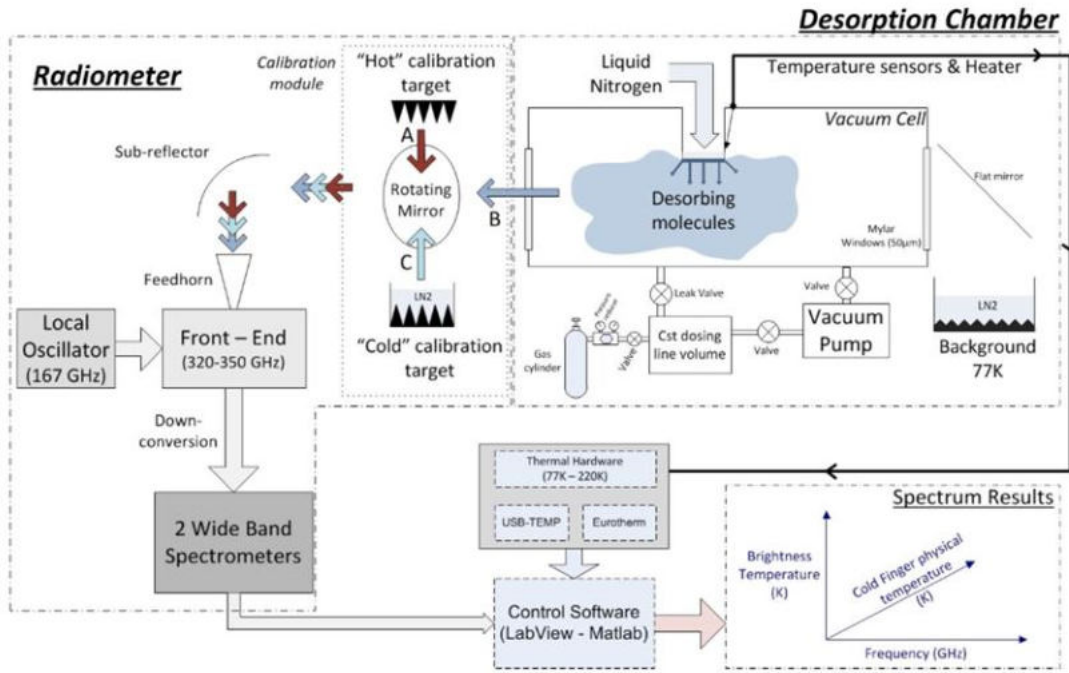 Desorption Chamber
Radiometer
Calibration
module
"Hot" calibration
target
A
Rotating
Mirror
B
C
LN2
"Cold" calibration
target
Sub-reflector
Feedhorn
Local
Oscillator
(167 GHz)
Front – End
(320-350 GHz)
Down-
conversion
2 Wide Band
Spectrometers
Liquid
Nitrogen
Temperature sensors & Heater
Vacuum Cell
Desorbing
molecules
Flat mirror
Mylar
Windows (50µm)
Leak Valve
Valve
Gas
cylinder
Pressure
Valve
Cst dosing
line volume
Valve
Vacuum
Pump
LN2
Background
77K
Thermal Hardware
(77K – 220K)
USB-TEMP
Eurotherm
Control Software
(LabView - Matlab)
Spectrum Results
Brightness
Temperature
(K)
Cold Finger physical
temperature
(K)
Frequency (GHz)